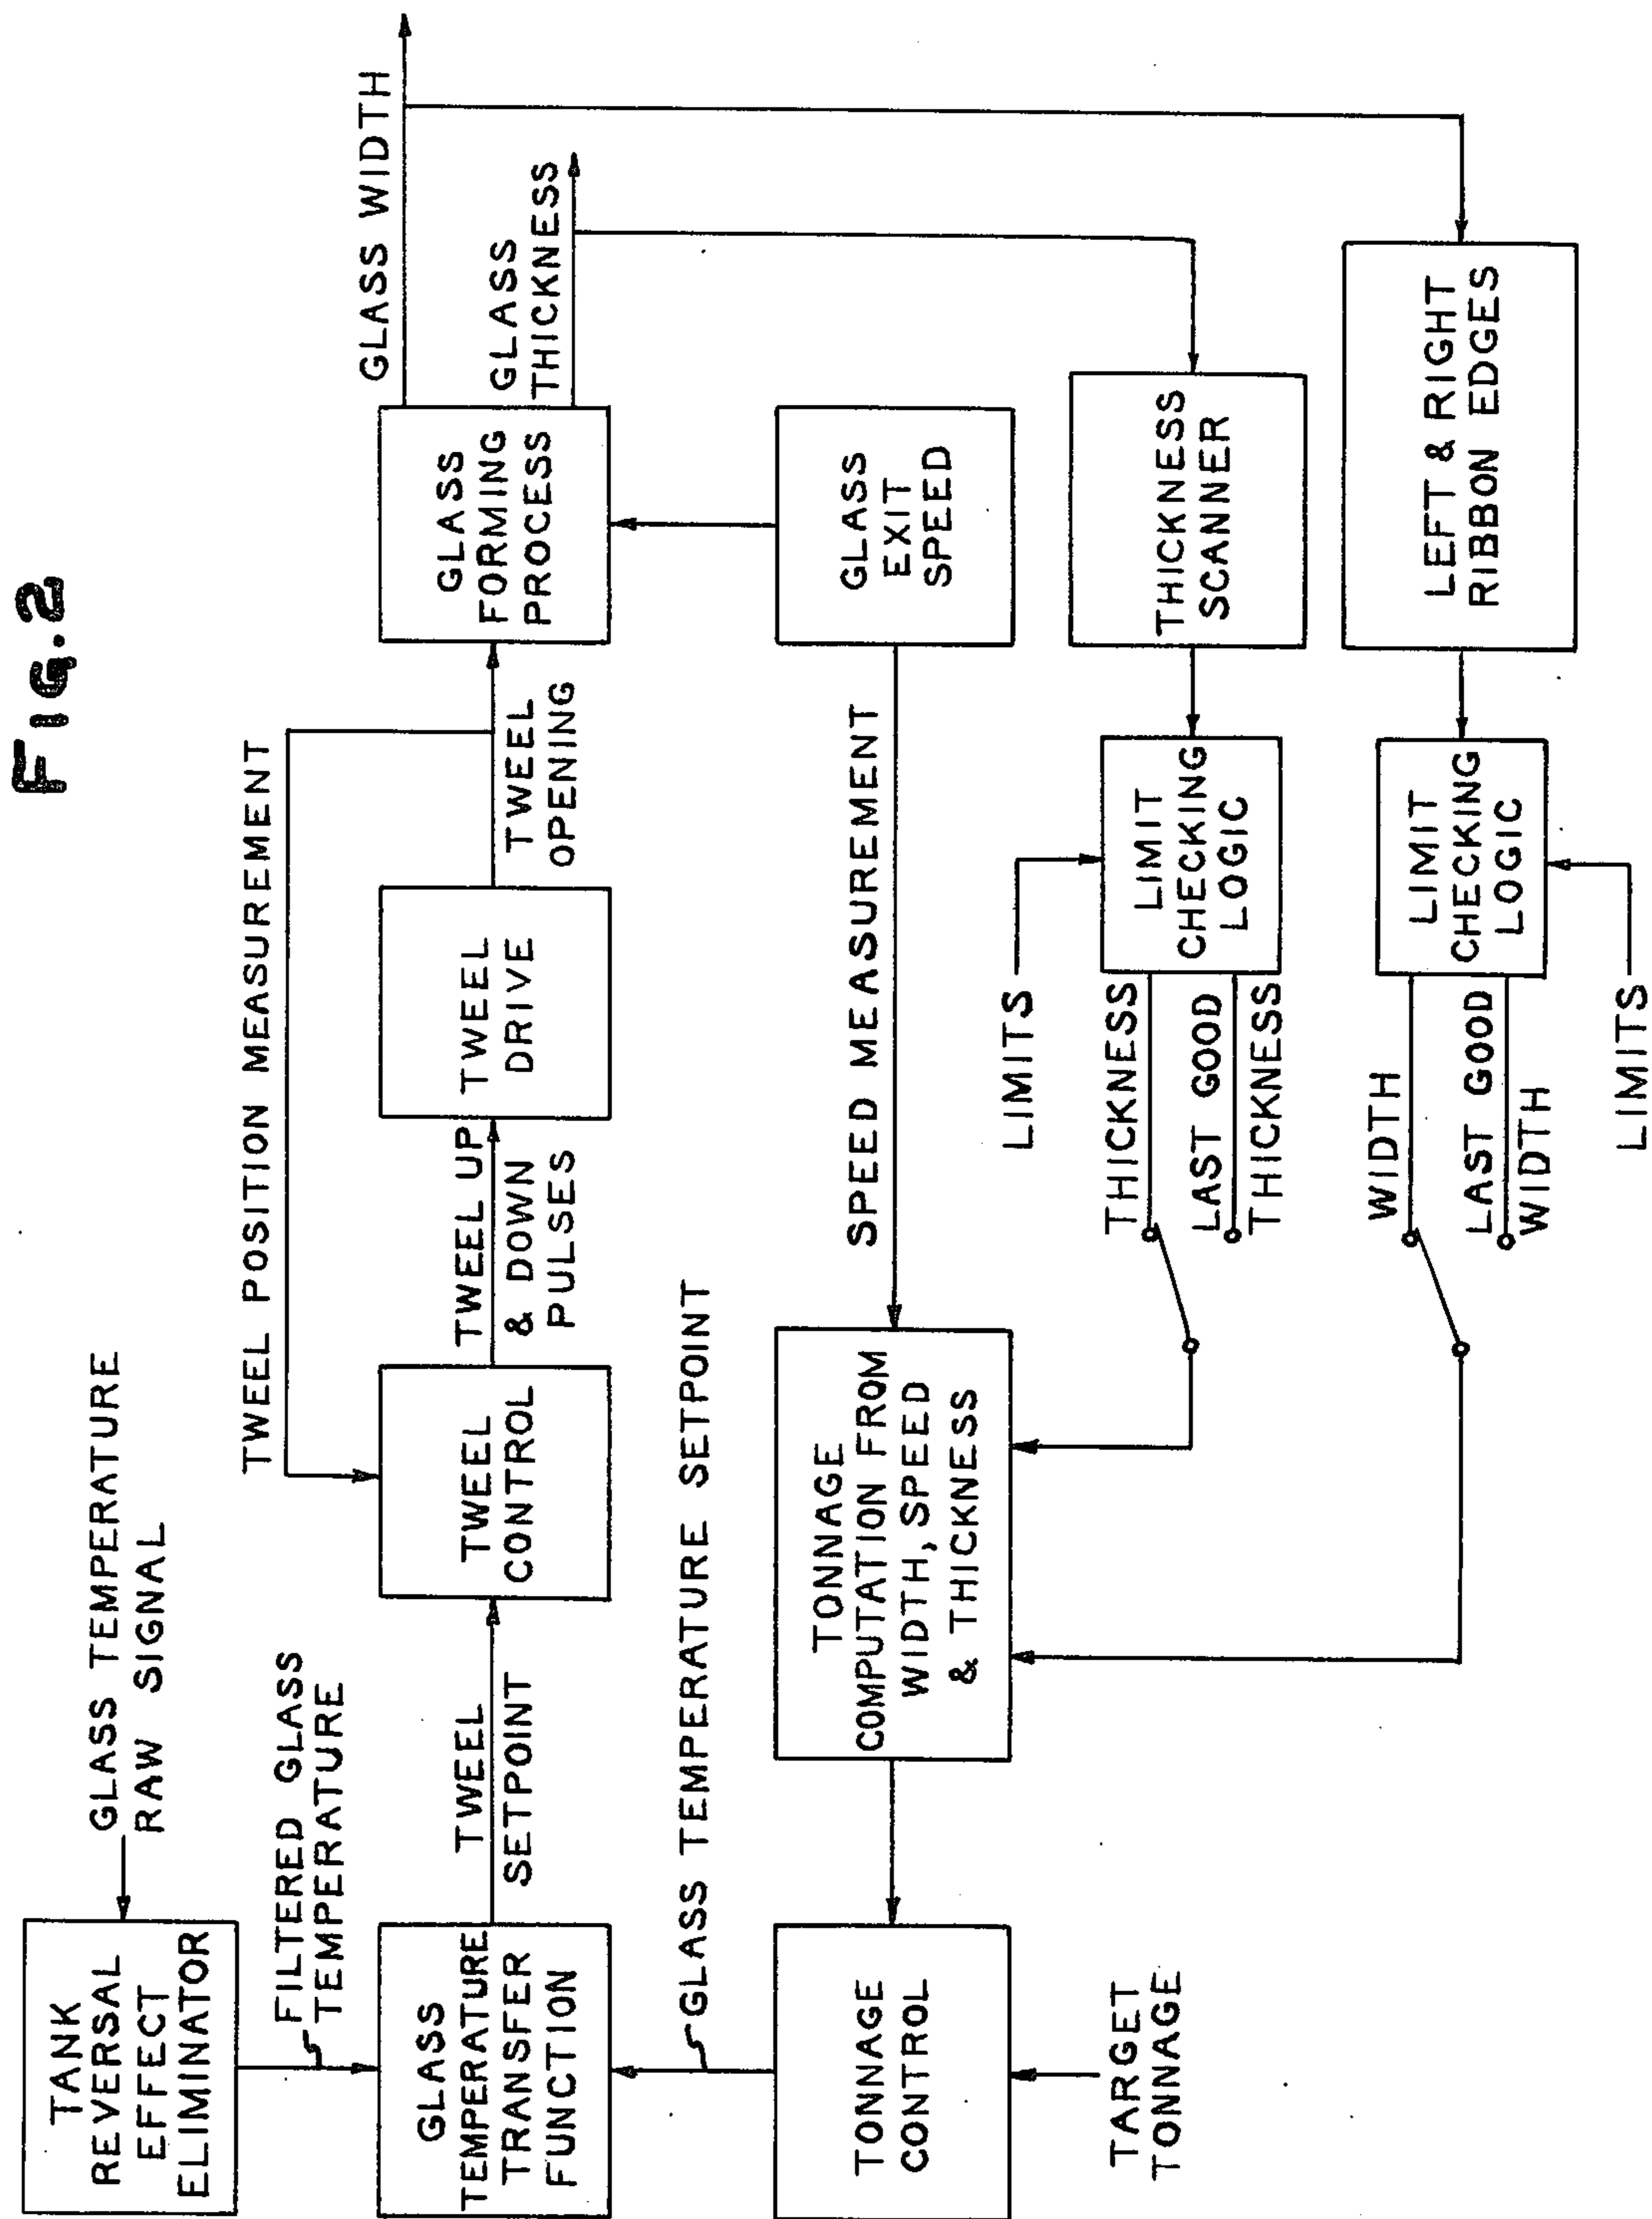 Fig.2
GLASS TEMPERATURE
RAW SIGNAL
TANK
REVERSAL
EFFECT
ELIMINATOR
FILTERED GLASS
TEMPERATURE
TWEEL POSITION MEASUREMENT
GLASS WIDTH
GLASS
TEMPERATURE
TRANSFER
FUNCTION
TWEEL
SETPOINT
TWEEL
CONTROL
TWEEL UP
& DOWN
PULSES
TWEEL
DRIVE
TWEEL
OPENING
GLASS
FORMING
PROCESS
GLASS
THICKNESS
GLASS TEMPERATURE SETPOINT
TONNAGE
CONTROL
TARGET
TONNAGE
TONNAGE
COMPUTATION FROM
WIDTH, SPEED
& THICKNESS
SPEED MEASUREMENT
GLASS
EXIT
SPEED
LIMITS
THICKNESS
LAST GOOD
THICKNESS
LIMIT
CHECKING
LOGIC
THICKNESS
SCANNER
WIDTH
LAST GOOD
WIDTH
LIMIT
CHECKING
LOGIC
LEFT & RIGHT
RIBBON EDGES
LIMITS